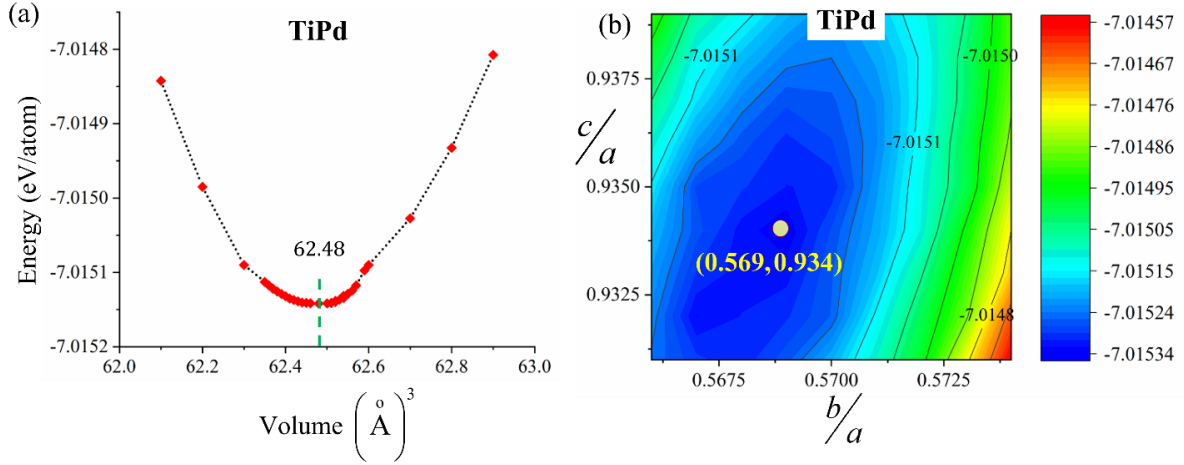 (a)
TiPd
-7.0148
-7.0149
-7.0150
-7.0151
-7.0152
Energy (eV/atom)
62.48
62.0 62.2 62.4 62.6 62.8 63.0
Volume (Å)³
(b)
TiPd
0.9375
0.9350
0.9325
c/a
-7.0151
-7.0150
-7.0151
-7.0148
(0.569,0.934)
0.5675 0.5700 0.5725
b/a
-7.01457
-7.01467
-7.01476
-7.01486
-7.01495
-7.01505
-7.01515
-7.01524
-7.01534